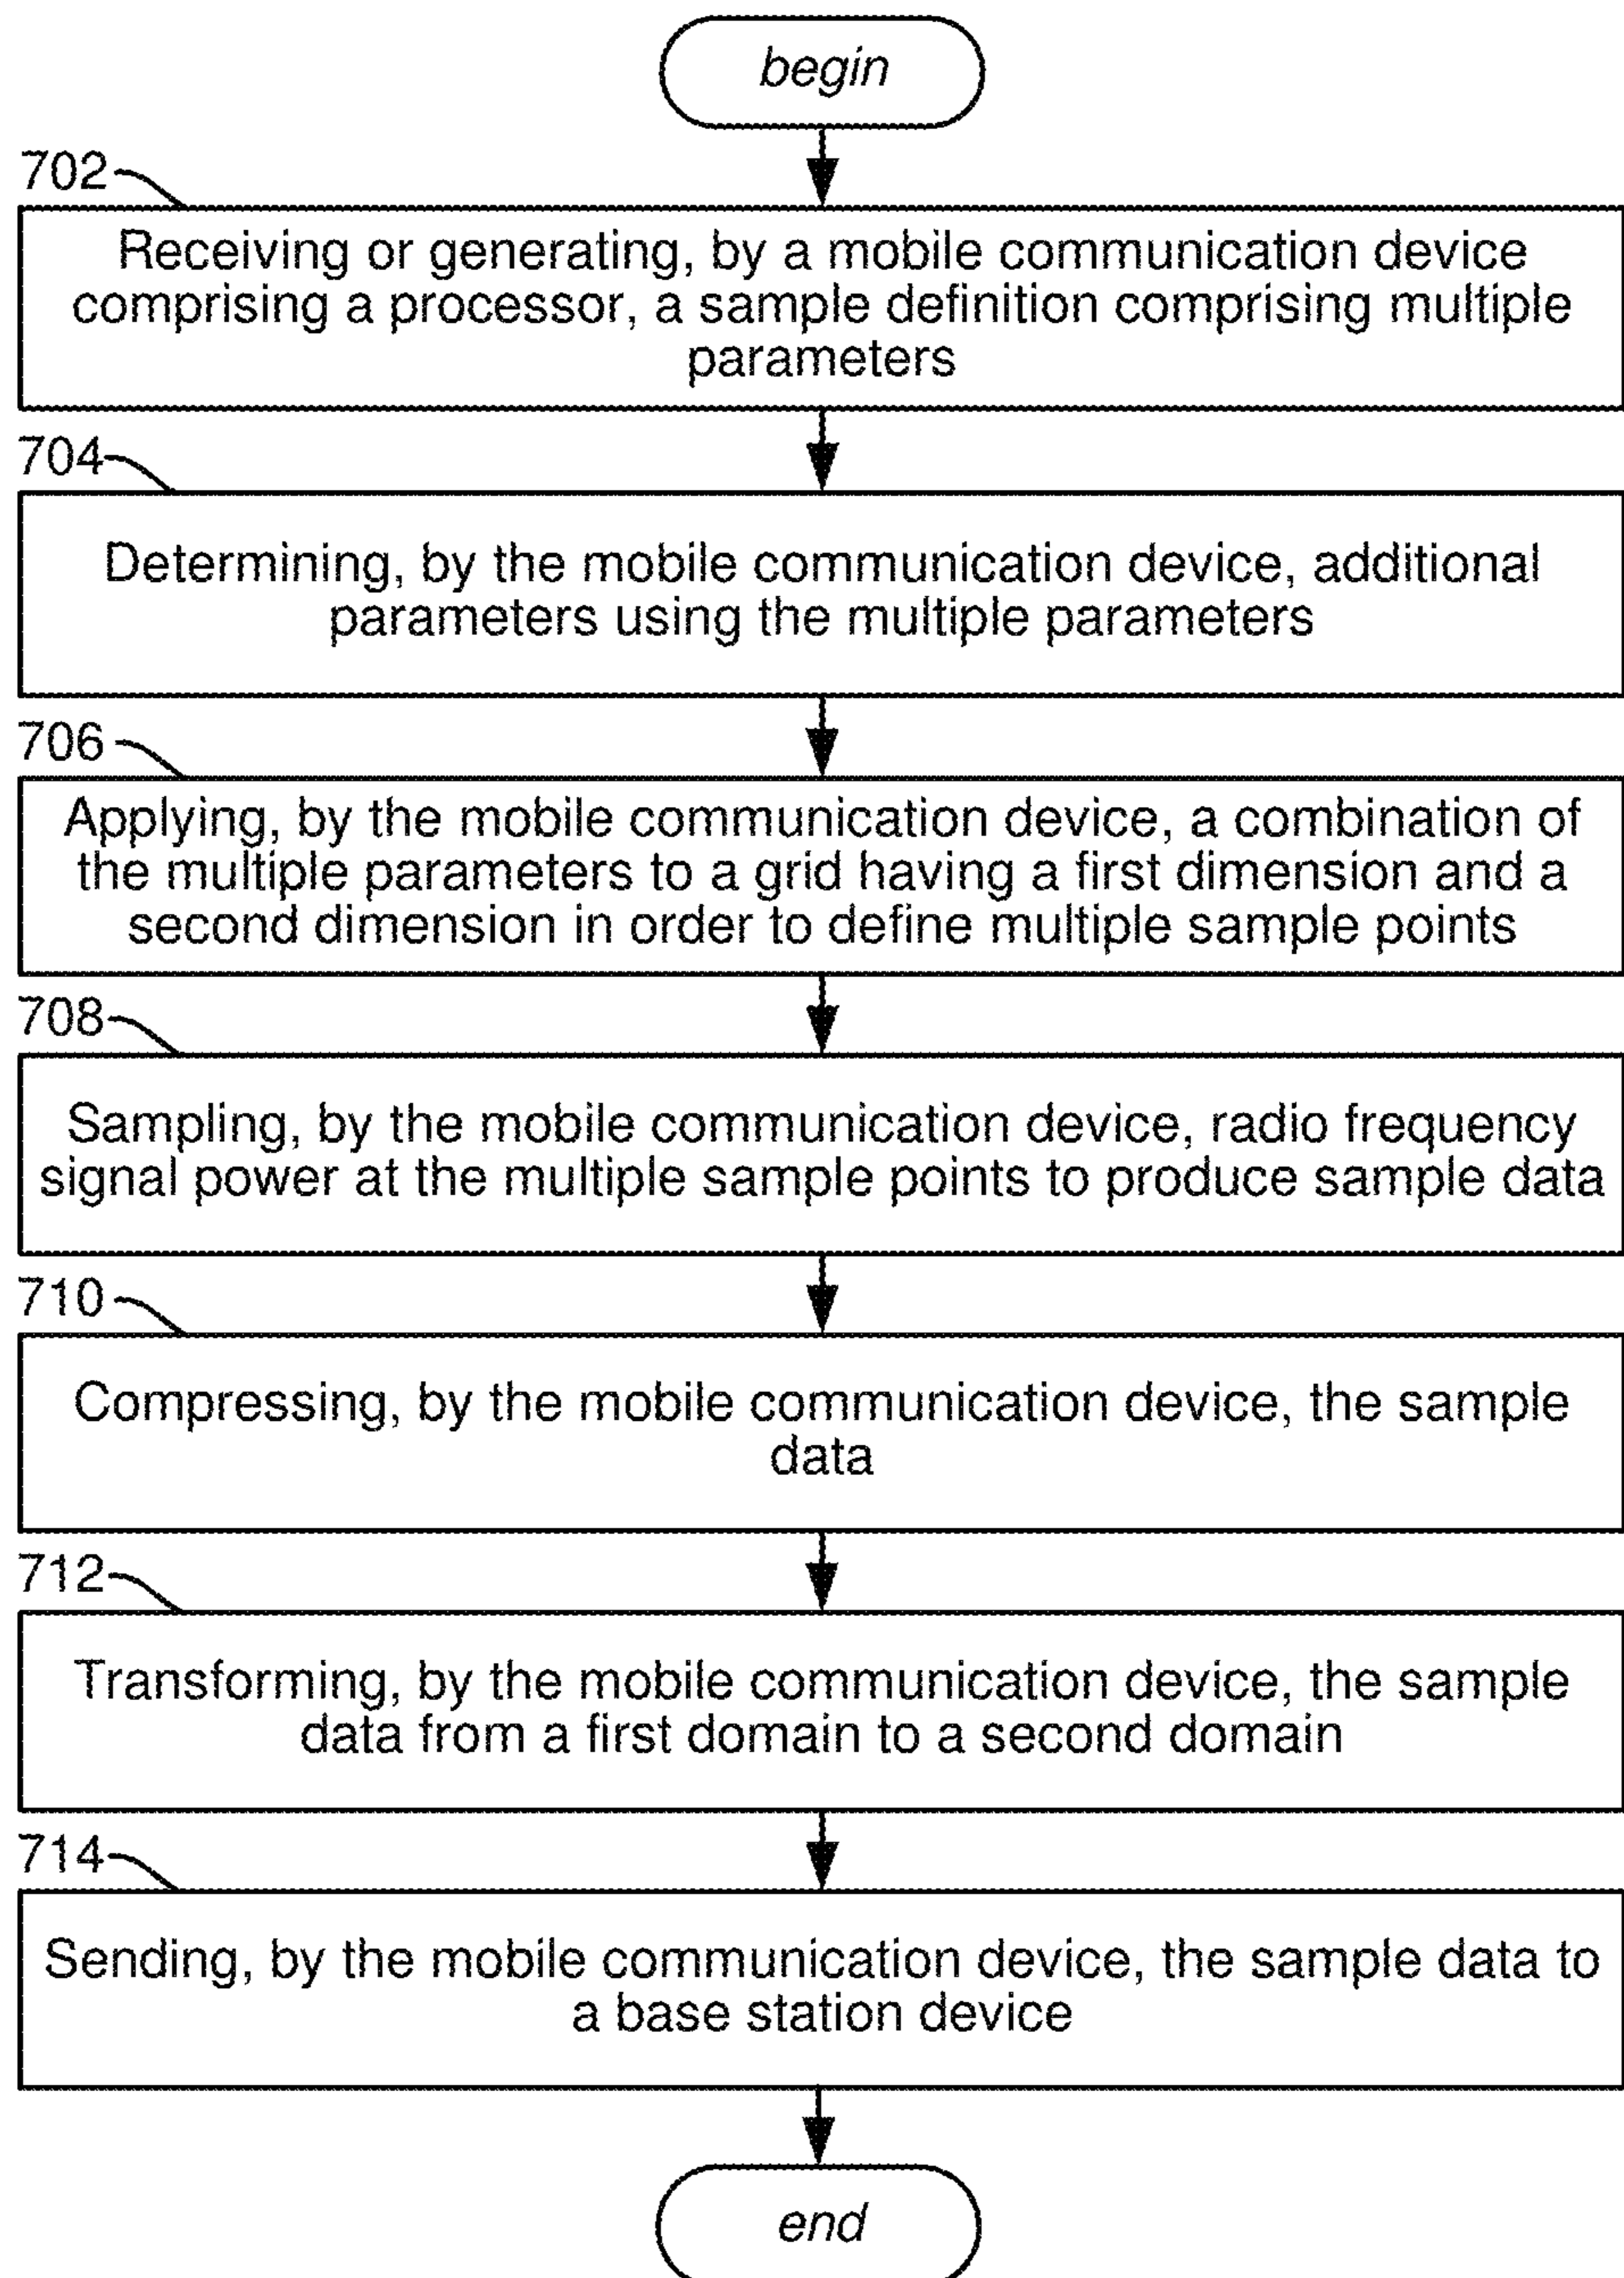 begin
702
Receiving or generating, by a mobile communication device
comprising a processor, a sample definition comprising multiple
parameters
704
Determining, by the mobile communication device, additional
parameters using the multiple parameters
706
Applying, by the mobile communication device, a combination of
the multiple parameters to a grid having a first dimension and a
second dimension in order to define multiple sample points
708
Sampling, by the mobile communication device, radio frequency
signal power at the multiple sample points to produce sample data
710
Compressing, by the mobile communication device, the sample
data
712
Transforming, by the mobile communication device, the sample
data from a first domain to a second domain
714
Sending, by the mobile communication device, the sample data to
a base station device
end